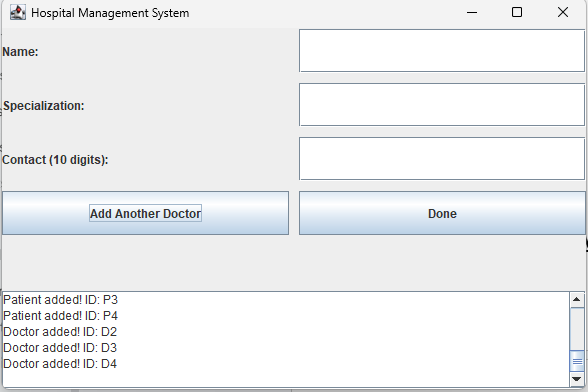 Hospital Management System
Name:
Specialization:
Contact (10 digits):
Add Another Doctor Done
Patient added! ID: P3
Patient added! ID: P4
Doctor added! ID: D2
Doctor added! ID: D3
Doctor added! ID: D4